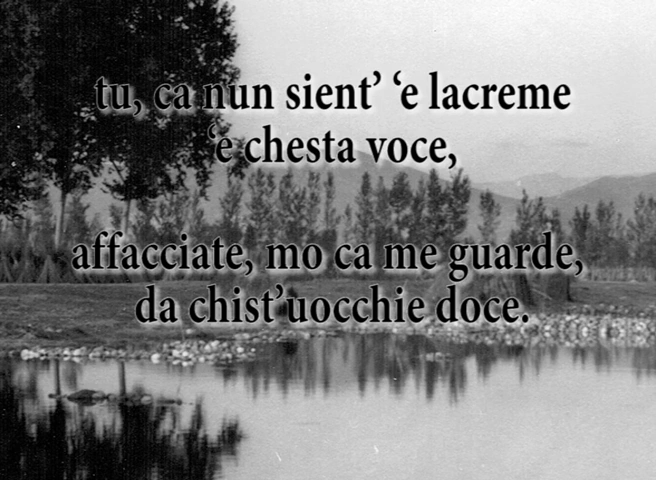 tu, ca nun sient' 'e lacreme
'e chesta voce,
affacciate, mo ca me guarde,
da chist'uocchie doce.